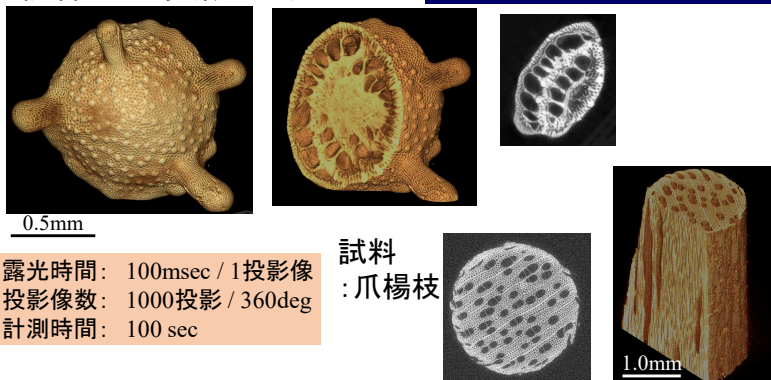 0.5mm
露光時間: 100msec / 1投影像
投影像数: 1000投影 / 360deg
計測時間: 100 sec
試料
:爪楊枝
1.0mm